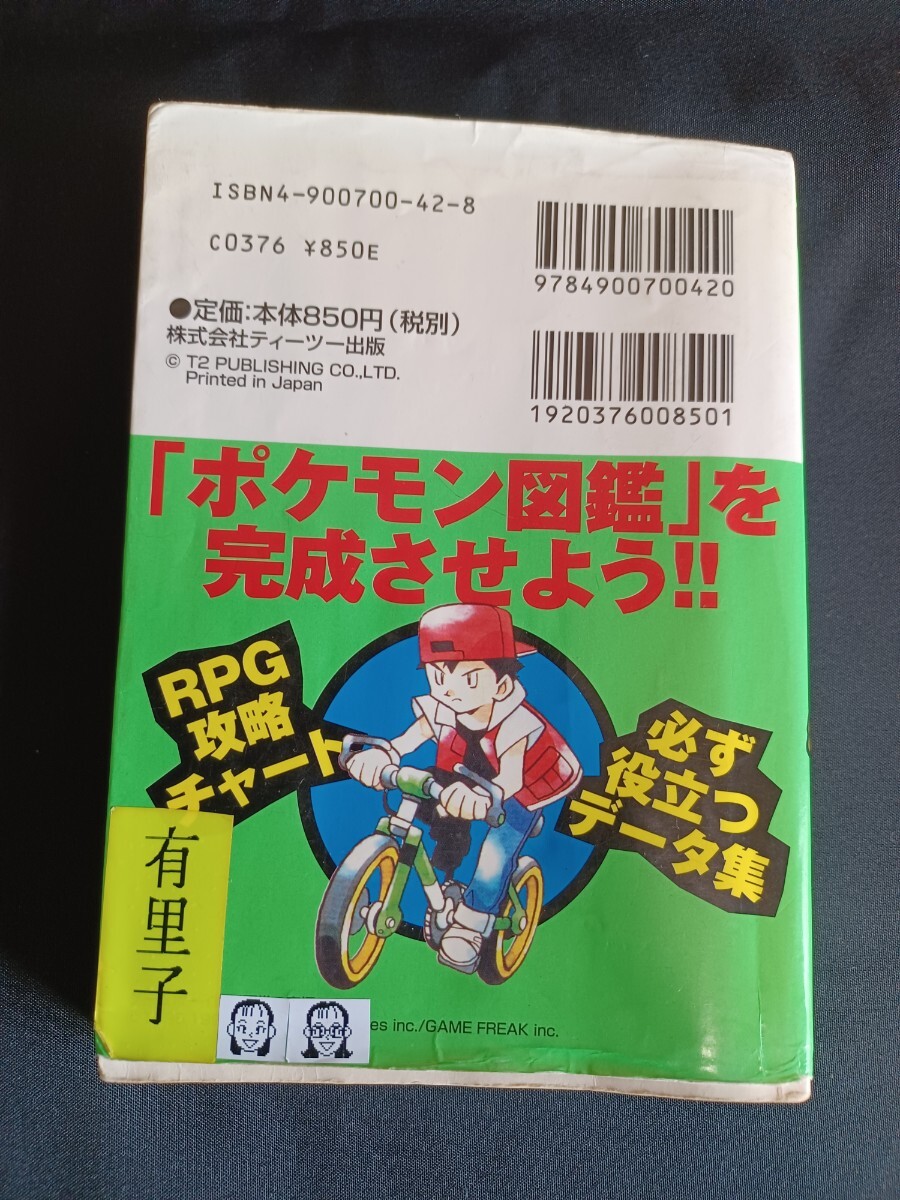 ISBN4-900700-42-8
C0376 ¥850E
9784900700420
●定価:本体850円(税別)
株式会社ティーツー出版
© T2 PUBLISHING CO.,LTD.
Printed in Japan
1920376008501
「ポケモン図鑑」を
完成させよう!!
RPG
攻略
チャート
必ず
役立つ
データ集
有里子
es inc./GAME FREAK inc.